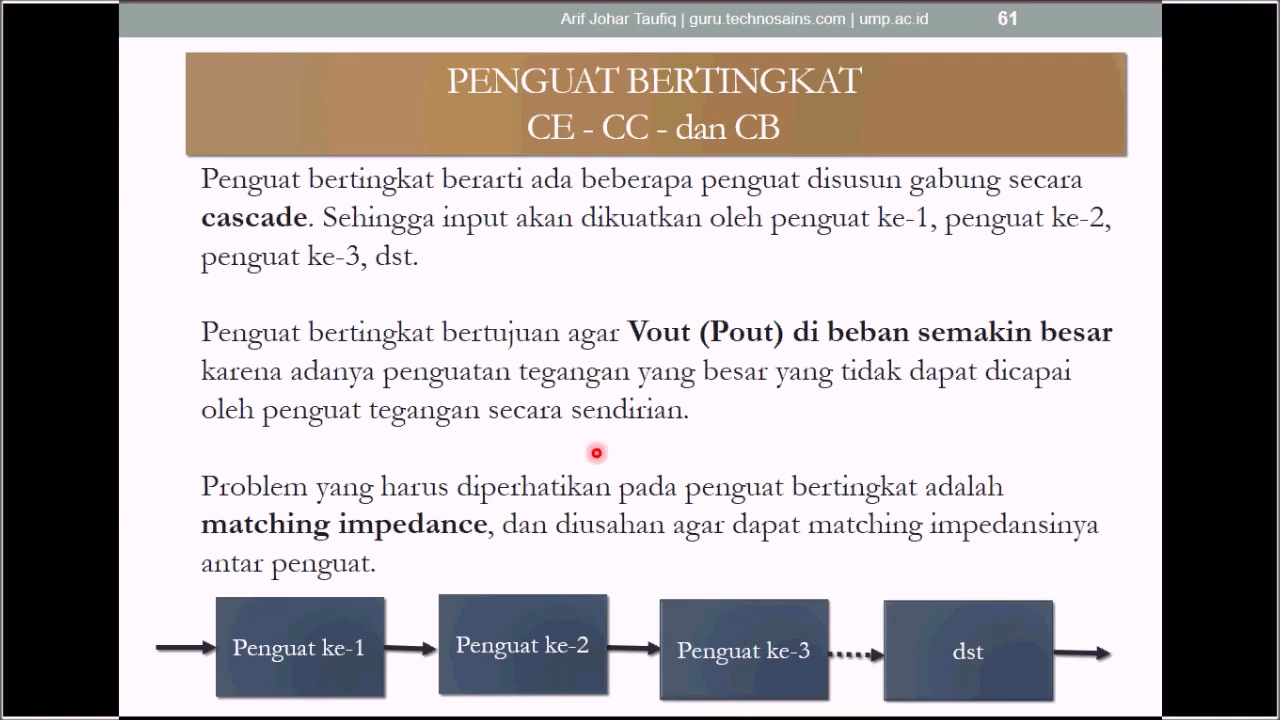 Arif Johar Taufiq | guru.technosains.com | ump.ac.id 61
PENGUAT BERTINGKAT
CE - CC - dan CB
Penguat bertingkat berarti ada beberapa penguat disusun gabung secara
cascade. Sehingga input akan dikuatkan oleh penguat ke-1, penguat ke-2,
penguat ke-3, dst.
Penguat bertingkat bertujuan agar Vout (Pout) di beban semakin besar
karena adanya penguatan tegangan yang besar yang tidak dapat dicapai
oleh penguat tegangan secara sendirian.
Problem yang harus diperhatikan pada penguat bertingkat adalah
matching impedance, dan diusahan agar dapat matching impedansinya
antar penguat.
Penguat ke-1
Penguat ke-2
Penguat ke-3
dst